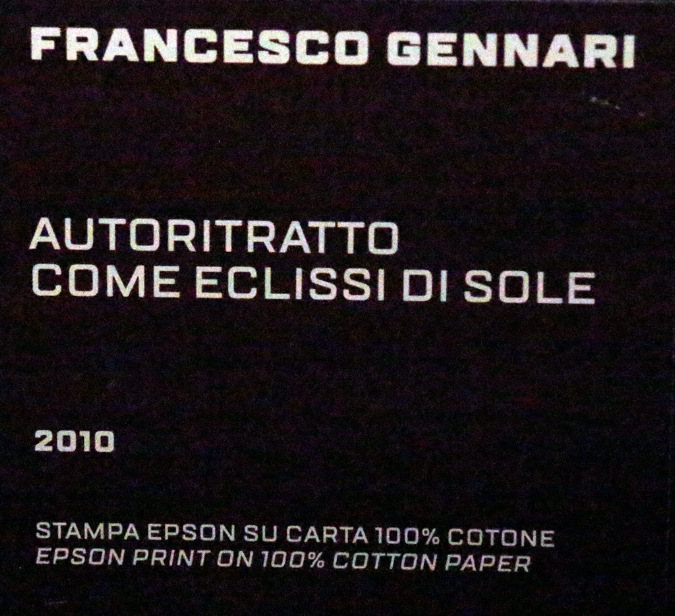 FRANCESCO GENNARI
AUTORITRATTO
COME ECLISSI DI SOLE
2010
STAMPA EPSON SU CARTA 100% COTONE
EPSON PRINT ON 100% COTTON PAPER